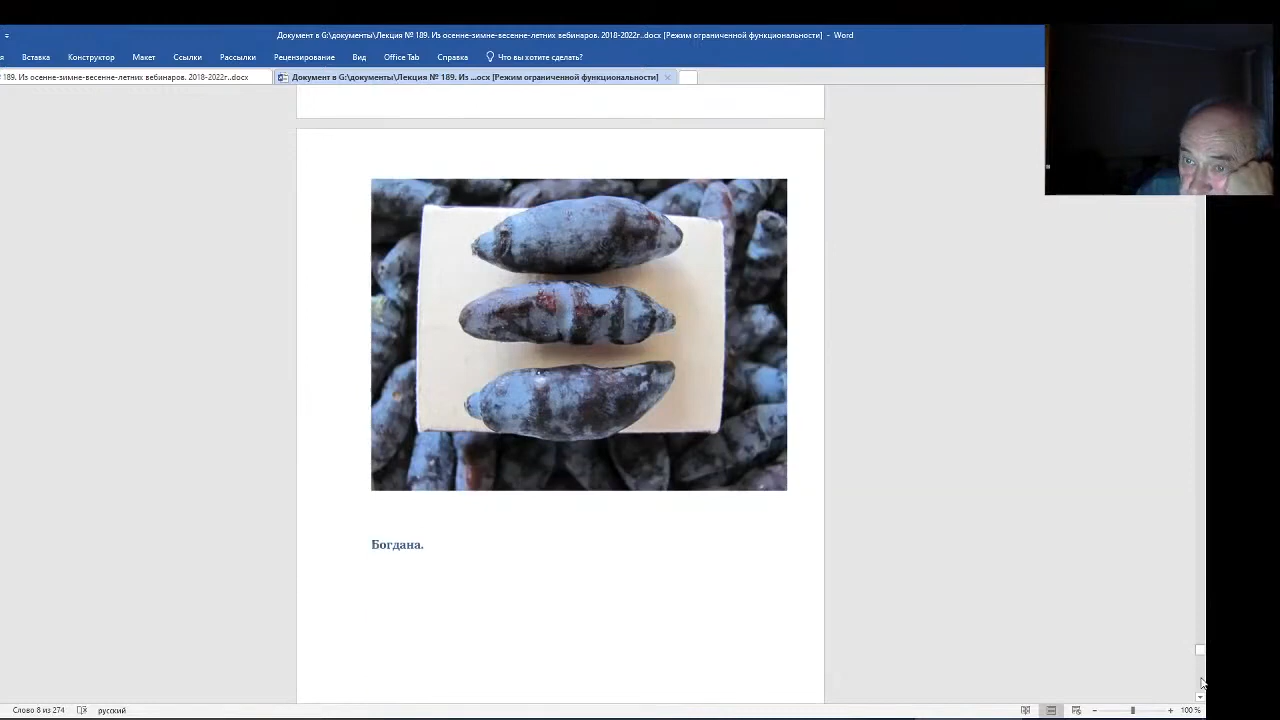 Документ в G:\документы\Лекция № 189. Из осенне-зимне-весенне-летних вебинаров. 2018-2022г..docx [Режим ограниченной функциональности] - Word
я Вставка Конструктор Макет Ссылки Рассылки Рецензирование Вид Office Tab Справка Что вы хотите сделать?
189. Из осенне-зимне-весенне-летних вебинаров. 2018-2022г..docx
Документ в G:\документы\Лекция № 189. Из ...осх [Режим ограниченной функциональности]
Богдана.
Слово 8 из 274 русский 100 %